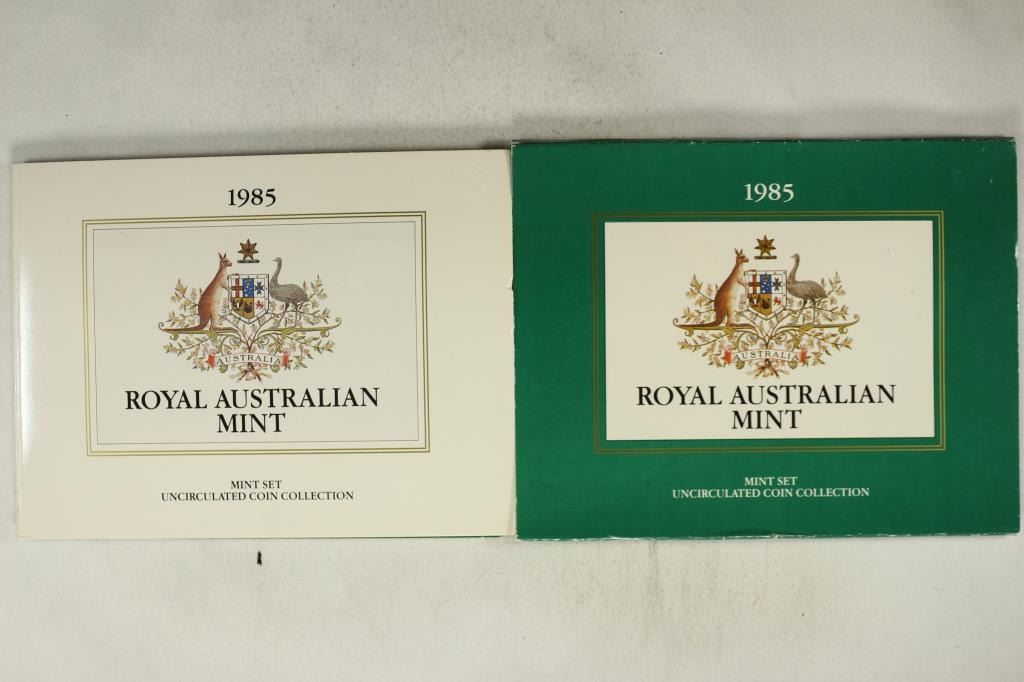 1985
AUSTRALIA
ROYAL AUSTRALIAN
MINT
MINT SET
UNCIRCULATED COIN COLLECTION
1985
AUSTRALIA
ROYAL AUSTRALIAN
MINT
MINT SET
UNCIRCULATED COIN COLLECTION